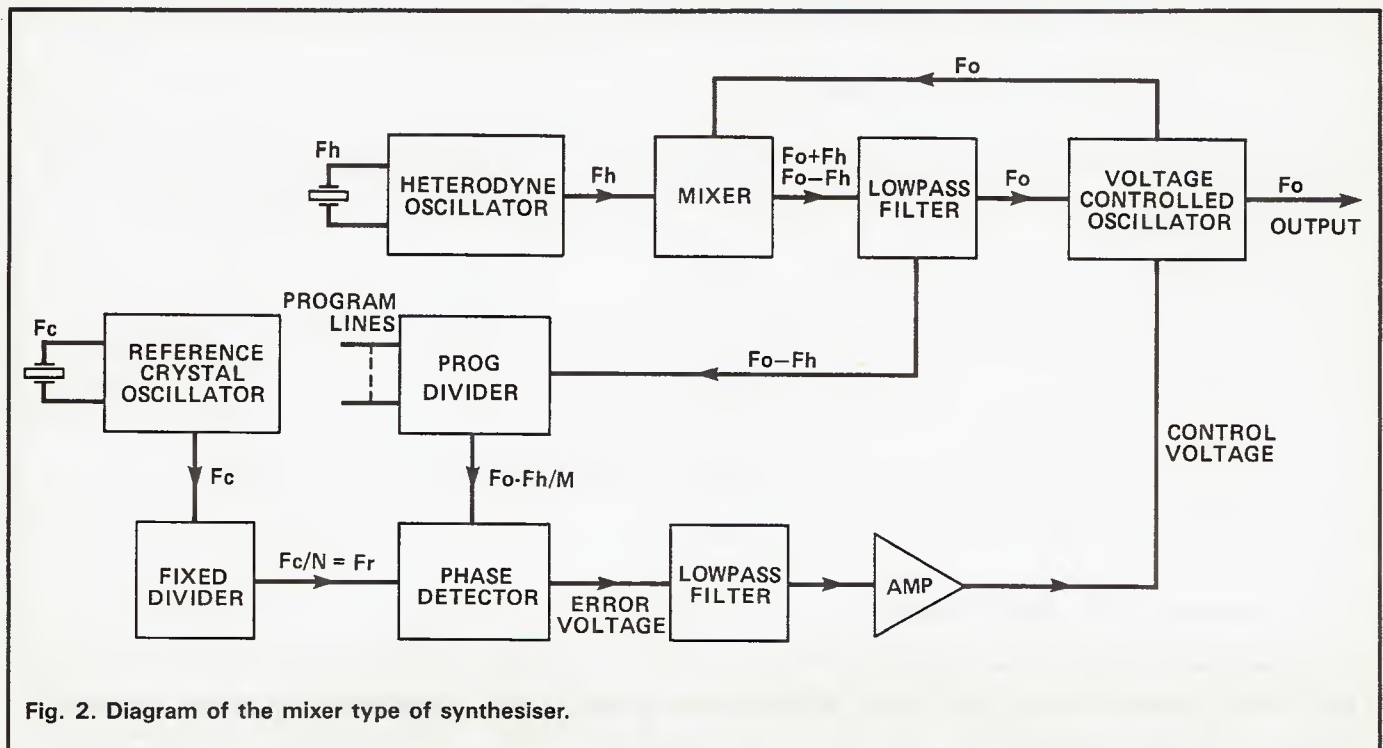 Fo
Fh
HETERODYNE
OSCILLATOR
Fh
MIXER
Fo+Fh
Fo–Fh
LOWPASS
FILTER
Fo
VOLTAGE
CONTROLLED
OSCILLATOR
Fo
OUTPUT
PROGRAM
LINES
Fc
REFERENCE
CRYSTAL
OSCILLATOR
PROG
DIVIDER
Fo–Fh
CONTROL
VOLTAGE
Fc
Fo-Fh/M
FIXED
DIVIDER
Fc/N = Fr
PHASE
DETECTOR
ERROR
VOLTAGE
LOWPASS
FILTER
AMP
Fig. 2. Diagram of the mixer type of synthesiser.